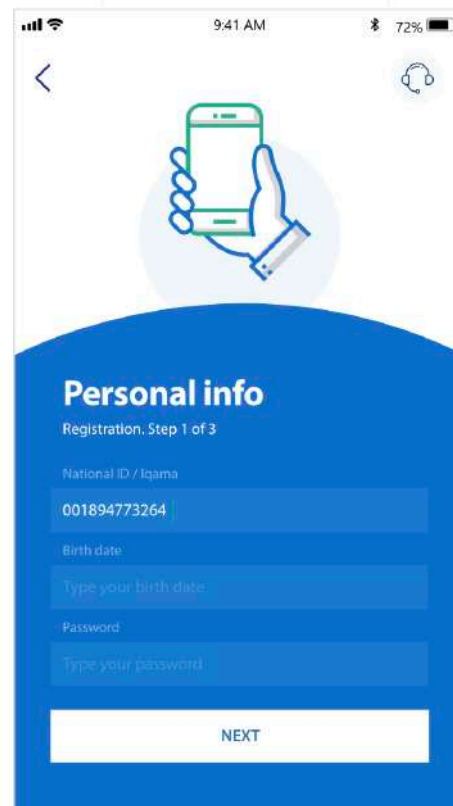 9:41 AM 72%
Personal info
Registration. Step 1 of 3
National ID / Iqama
001894773264
Birth date
Type your birth date
Password
Type your password
NEXT